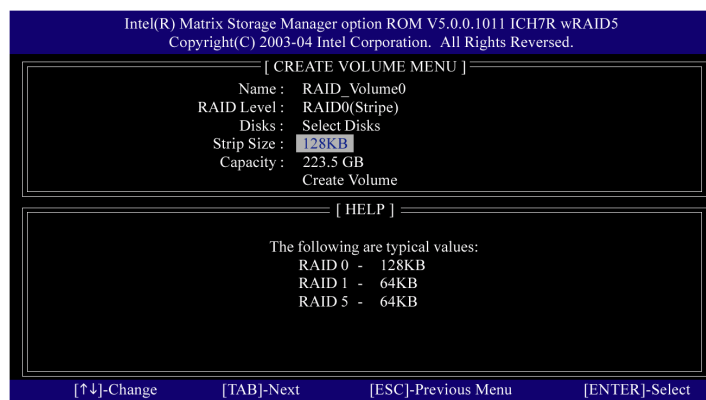 Intel(R) Matrix Storage Manager option ROM V5.0.0.1011 ICH7R wRAID5
Copyright(C) 2003-04 Intel Corporation. All Rights Reversed.
[ CREATE VOLUME MENU ]
Name : RAID_Volume0
RAID Level : RAID0(Stripe)
Disks : Select Disks
Strip Size : 128KB
Capacity : 223.5 GB
Create Volume
[ HELP ]
The following are typical values:
RAID 0 - 128KB
RAID 1 - 64KB
RAID 5 - 64KB
[↑↓]-Change [TAB]-Next [ESC]-Previous Menu [ENTER]-Select